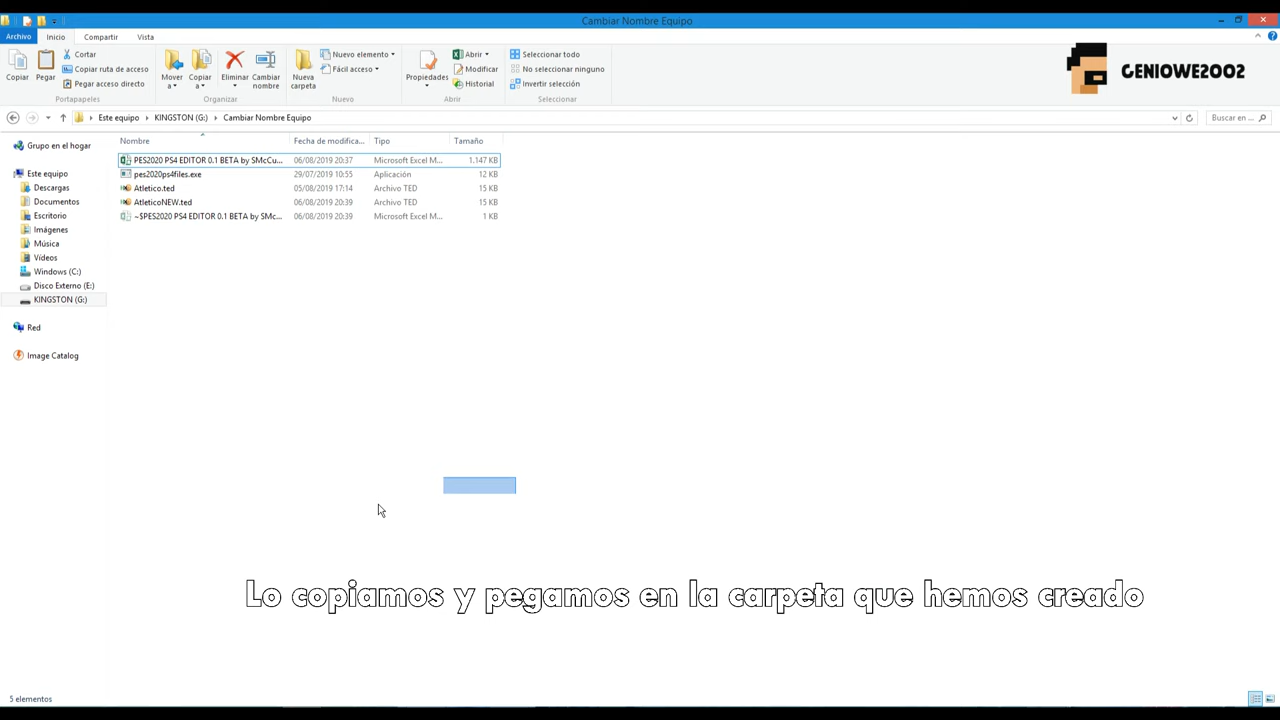 Cambiar Nombre Equipo
Archivo Inicio Compartir Vista
Copiar
Pegar
Cortar
Copiar ruta de acceso
Pegar acceso directo
Portapapeles
Mover a
Copiar a
Eliminar
Cambiar nombre
Organizar
Nueva carpeta
Nuevo elemento
Fácil acceso
Nuevo
Propiedades
Abrir
Modificar
Historial
Abrir
Seleccionar todo
No seleccionar ninguno
Invertir selección
Seleccionar
GENIOWE2002
Este equipo KINGSTON (G:) Cambiar Nombre Equipo
Buscar en ...
Grupo en el hogar
Este equipo
Descargas
Documentos
Escritorio
Imágenes
Música
Vídeos
Windows (C:)
Disco Externo (E:)
KINGSTON (G:)
Red
Image Catalog
Nombre Fecha de modifica... Tipo Tamaño
PES2020 PS4 EDITOR 0.1 BETA by SMcCu... 06/08/2019 20:37 Microsoft Excel M... 1.147 KB
pes2020ps4files.exe 29/07/2019 10:55 Aplicación 12 KB
Atletico.ted 05/08/2019 17:14 Archivo TED 15 KB
AtleticoNEW.ted 06/08/2019 20:39 Archivo TED 15 KB
~$PES2020 PS4 EDITOR 0.1 BETA by SMc... 06/08/2019 20:39 Microsoft Excel M... 1 KB
Lo copiamos y pegamos en la carpeta que hemos creado
5 elementos